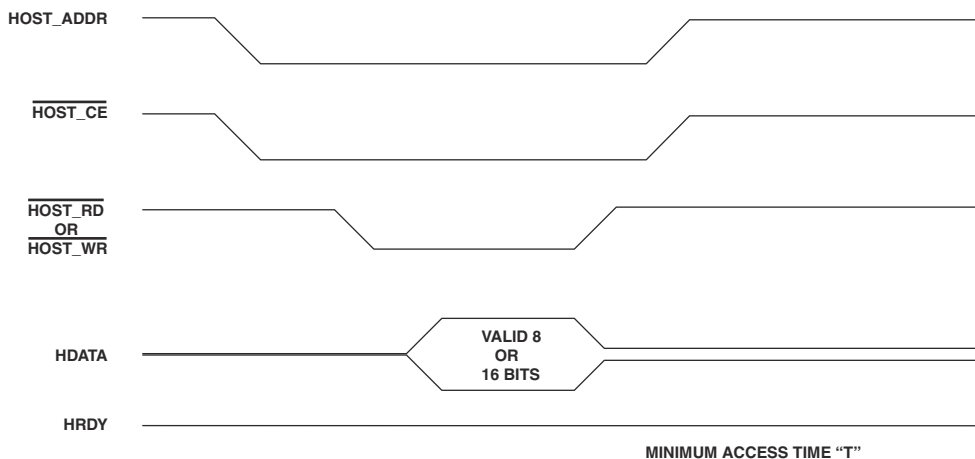 HOST_ADDR
HOST_CE
HOST_RD
OR
HOST_WR
HDATA
VALID 8
OR
16 BITS
HRDY
MINIMUM ACCESS TIME “T”